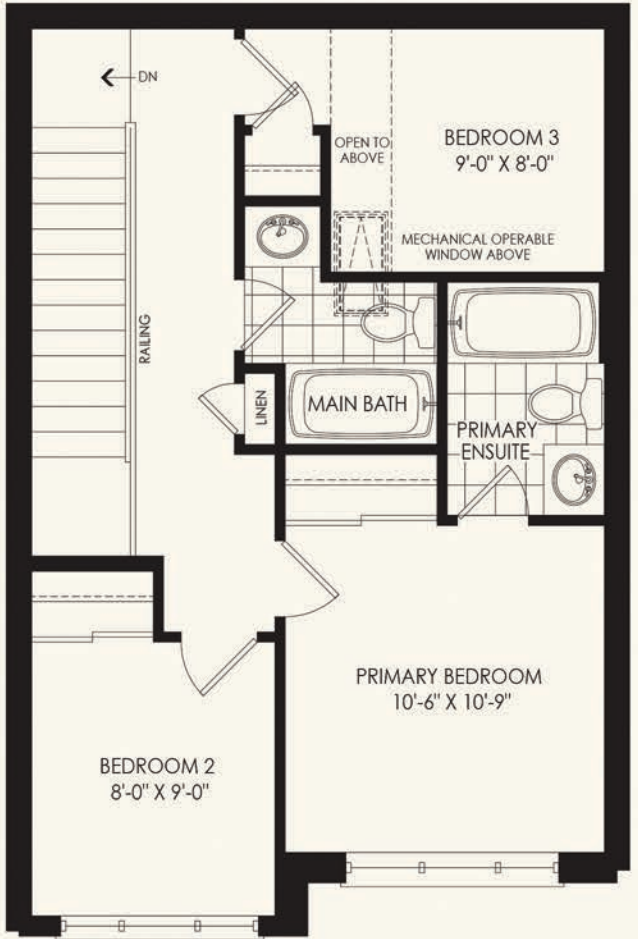 DN
OPEN TO
ABOVE
BEDROOM 3
9'-0" X 8'-0"
MECHANICAL OPERABLE
WINDOW ABOVE
RAILING
LINEN
MAIN BATH
PRIMARY
ENSUITE
PRIMARY BEDROOM
10'-6" X 10'-9"
BEDROOM 2
8'-0" X 9'-0"